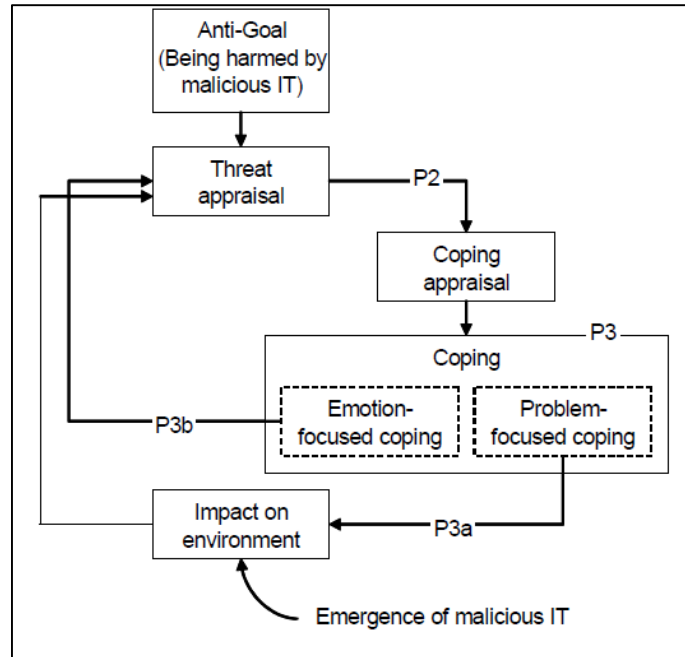 Anti-Goal
(Being harmed by
malicious IT)
Threat
appraisal
P2
Coping
appraisal
P3
Coping
Emotion-
focused coping
Problem-
focused coping
P3b
P3a
Impact on
environment
Emergence of malicious IT